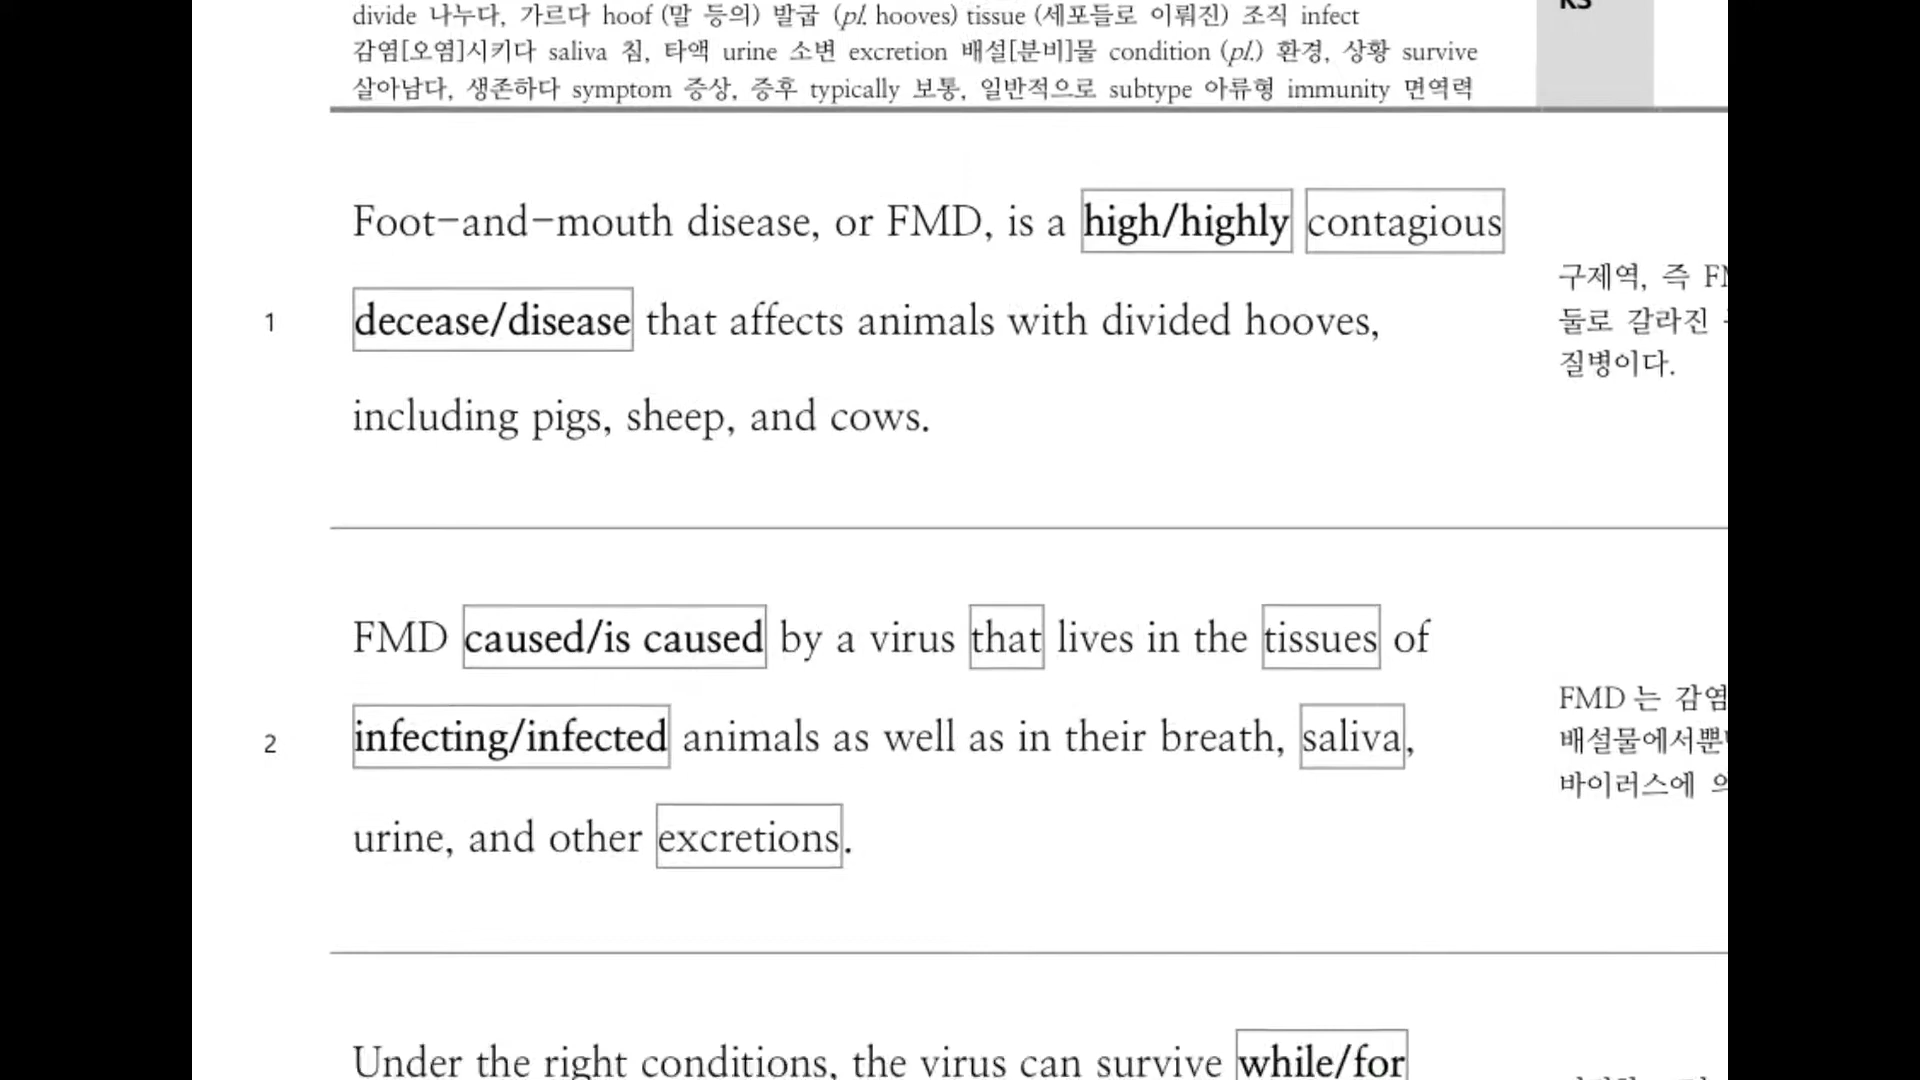 divide 나누다, 가르다 hoof (말 등의) 발굽 (pl. hooves) tissue (세포들로 이뤄진) 조직 infect
감염[오염]시키다 saliva 침, 타액 urine 소변 excretion 배설[분비]물 condition (pl.) 환경, 상황 survive
살아남다, 생존하다 symptom 증상, 증후 typically 보통, 일반적으로 subtype 아류형 immunity 면역력
Foot-and-mouth disease, or FMD, is a high/highly contagious
1 decease/disease that affects animals with divided hooves,
including pigs, sheep, and cows.
구제역, 즉
둘로 갈라진
질병이다.
FMD caused/is caused by a virus that lives in the tissues of
2 infecting/infected animals as well as in their breath, saliva,
urine, and other excretions.
FMD는 감염
배설물에서뿐
바이러스에
Under the right conditions, the virus can survive while/for